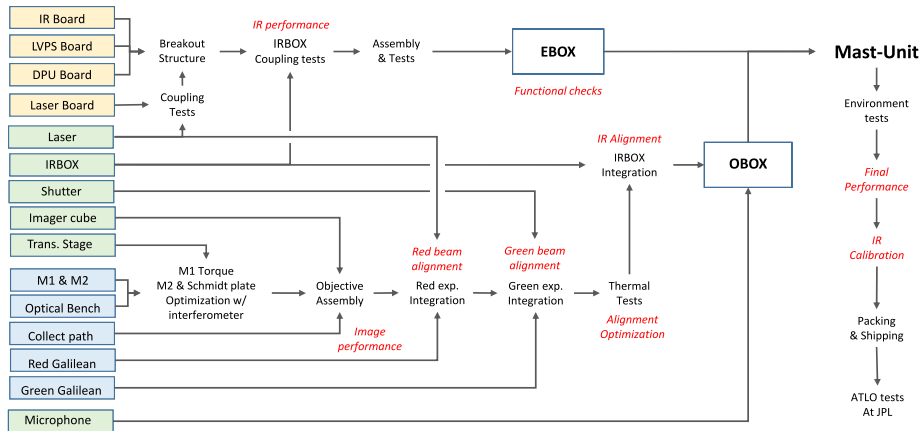 IR Board
LVPS Board
DPU Board
Laser Board
Laser
IRBOX
Shutter
Imager cube
Trans. Stage
M1 & M2
Optical Bench
Collect path
Red Galilean
Green Galilean
Microphone
Breakout
Structure
Coupling
Tests
IR performance
IRBOX
Coupling tests
Assembly
& Tests
EBOX
Functional checks
IR Alignment
IRBOX
Integration
OBOX
M1 Torque
M2 & Schmidt plate
Optimization w/
interferometer
Objective
Assembly
Image
performance
Red beam
alignment
Red exp.
Integration
Green beam
alignment
Green exp.
Integration
Thermal
Tests
Alignment
Optimization
Mast-Unit
Environment
tests
Final
Performance
IR
Calibration
Packing
& Shipping
ATLO tests
At JPL